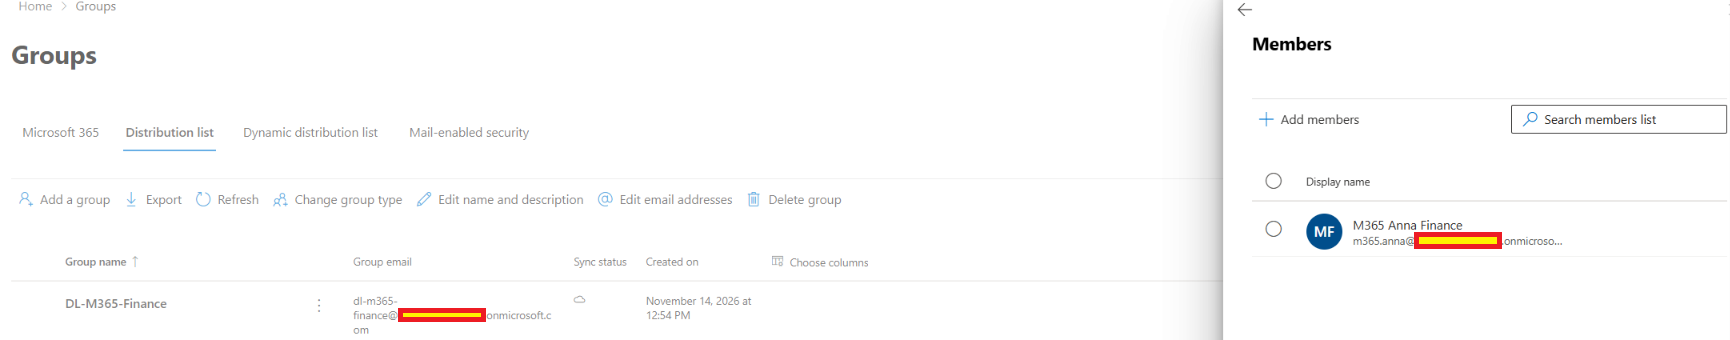 Home > Groups
Groups
Microsoft 365 Distribution list Dynamic distribution list Mail-enabled security
Add a group Export Refresh Change group type Edit name and description Edit email addresses Delete group
Group name ↑ Group email Sync status Created on Choose columns
DL-M365-Finance dl-m365- November 14, 2026 at
finance@ onmicrosoft.c 12:54 PM
om
Members
Add members Search members list
Display name
MF M365 Anna Finance
m365.anna@ .onmicroso...